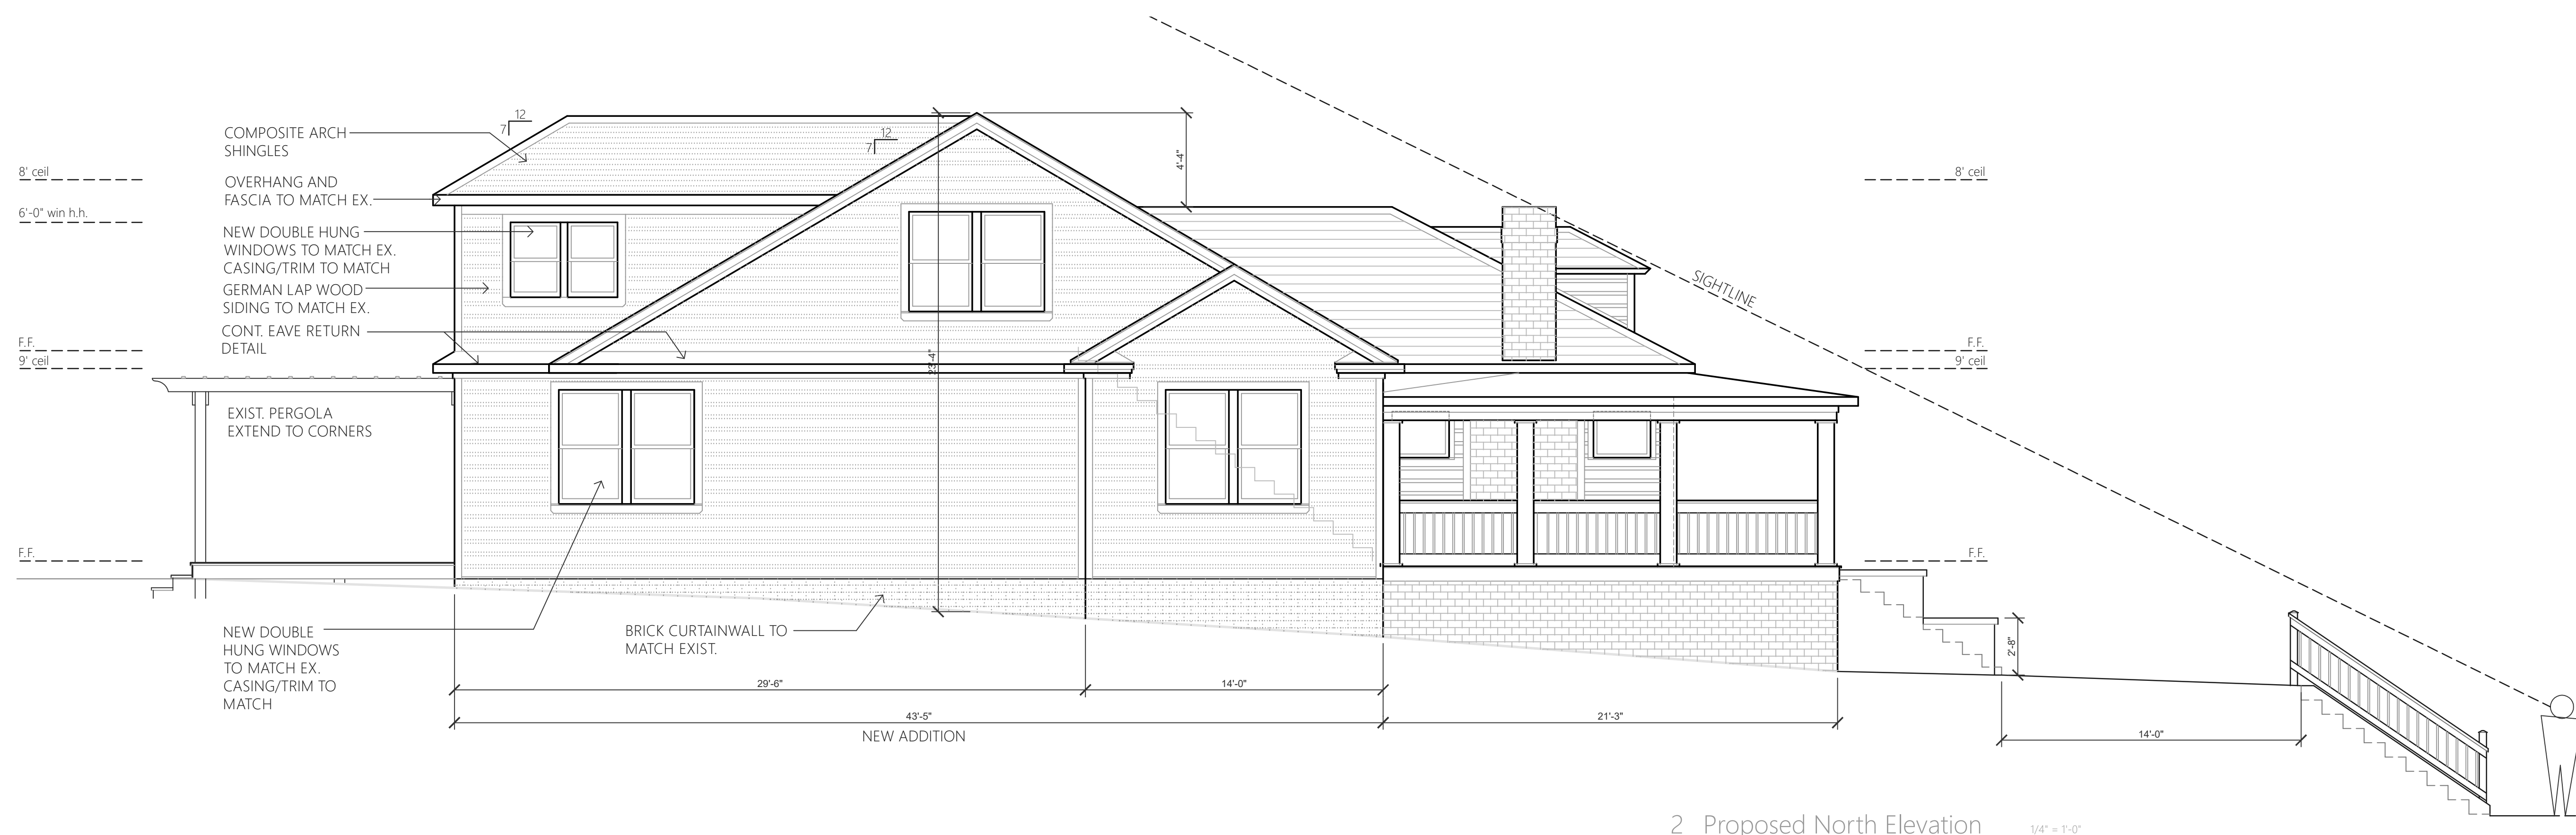 12
7
12
7
COMPOSITE ARCH
SHINGLES
4'-4"
8' ceil
8' ceil
OVERHANG AND
FASCIA TO MATCH EX.
6'-0" win h.h.
NEW DOUBLE HUNG
WINDOWS TO MATCH EX.
CASING/TRIM TO MATCH
GERMAN LAP WOOD
SIDING TO MATCH EX.
SIGHTLINE
CONT. EAVE RETURN
DETAIL
F.F.
9' ceil
F.F.
9' ceil
23'-4"
EXIST. PERGOLA
EXTEND TO CORNERS
F.F.
F.F.
NEW DOUBLE
HUNG WINDOWS
TO MATCH EX.
CASING/TRIM TO
MATCH
BRICK CURTAINWALL TO
MATCH EXIST.
2'-8"
29'-6"
14'-0"
43'-5"
NEW ADDITION
21'-3"
14'-0"
2 Proposed North Elevation 1/4" = 1'-0"